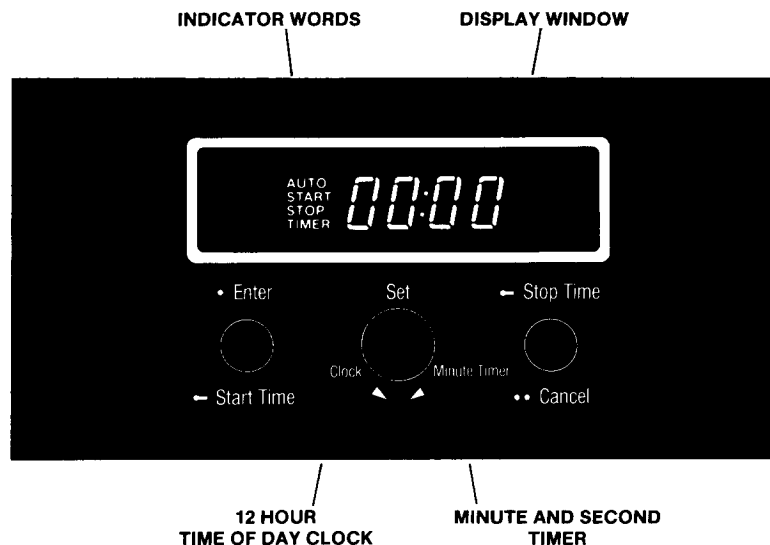 INDICATOR WORDS
DISPLAY WINDOW
AUTO
START
STOP
TIMER
00:00
• Enter
Set
← Stop Time
Clock
Minute Timer
← Start Time
•• Cancel
12 HOUR
TIME OF DAY CLOCK
MINUTE AND SECOND
TIMER